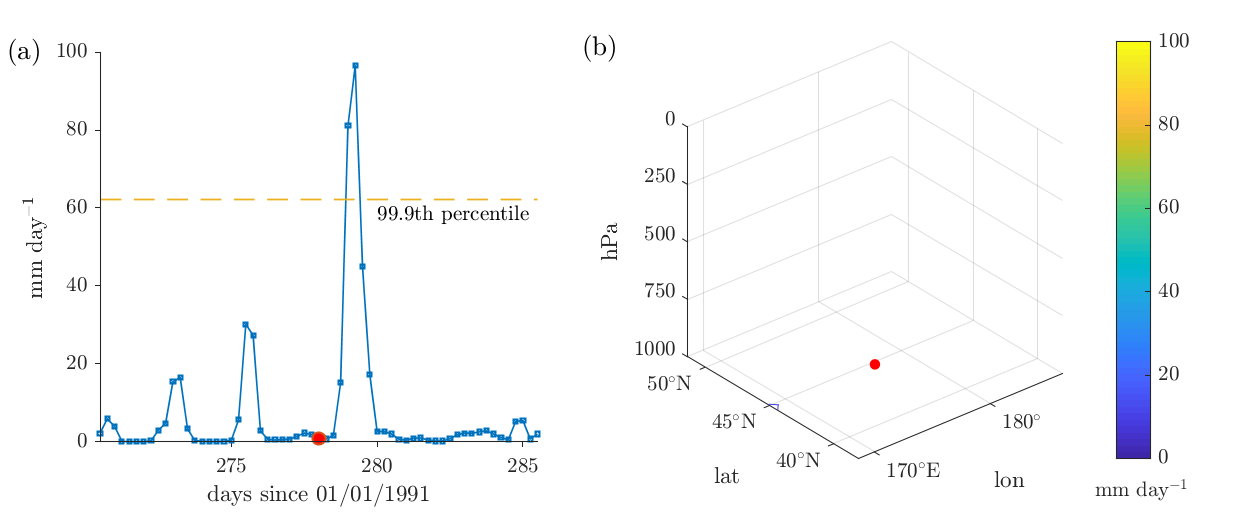 (a)
100
80
60
40
20
0
mm day⁻¹
99.9th percentile
275
280
285
days since 01/01/1991
(b)
0
250
500
750
1000
hPa
50°N
45°N
40°N
lat
170°E
180°
lon
100
80
60
40
20
0
mm day⁻¹